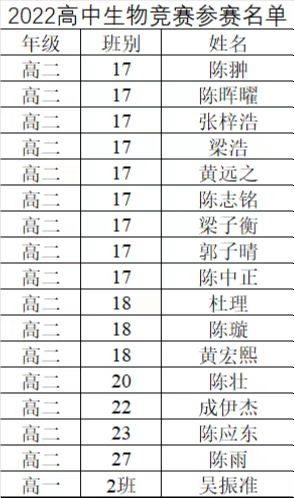 2022高中生物竞赛参赛名单
年级 班别 姓名
高二 17 陈翀
高二 17 陈晖曜
高二 17 张梓浩
高二 17 梁浩
高二 17 黄远之
高二 17 陈志铭
高二 17 梁子衡
高二 17 郭子晴
高二 17 陈中正
高二 18 杜理
高二 18 陈璇
高二 18 黄宏熙
高二 20 陈壮
高二 22 成伊杰
高二 23 陈应东
高二 27 陈雨
高一 2班 吴振准